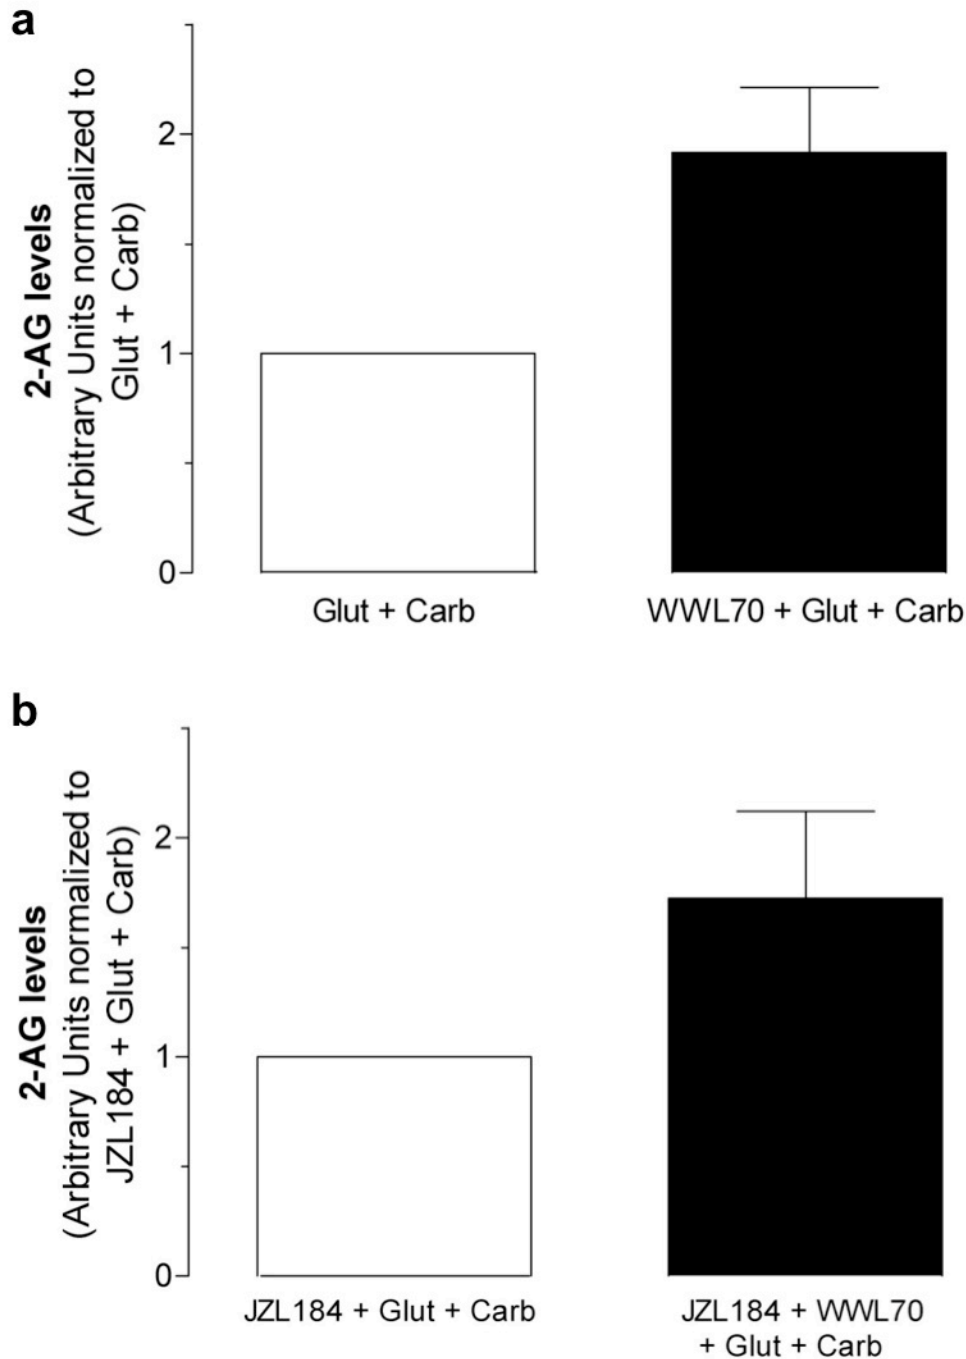 a
2-AG levels
(Arbitrary Units normalized to
Glut + Carb)
2
1
0
Glut + Carb
WWL70 + Glut + Carb
b
2-AG levels
(Arbitrary Units normalized to
JZL184 + Glut + Carb)
2
1
0
JZL184 + Glut + Carb
JZL184 + WWL70
+ Glut + Carb